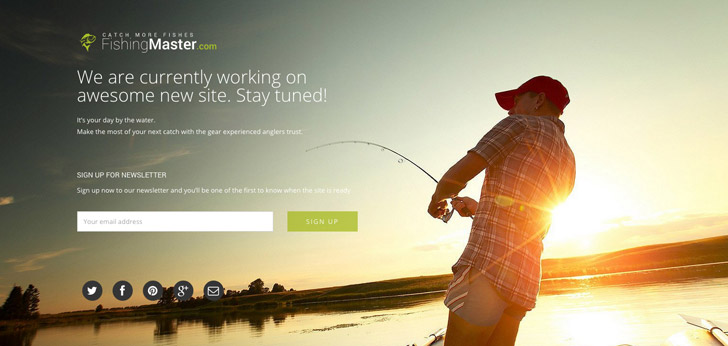 CATCH MORE FISHES
FishingMaster.com
We are currently working on
awesome new site. Stay tuned!
It's your day by the water.
Make the most of your next catch with the gear experienced anglers trust.
SIGN UP FOR NEWSLETTER
Sign up now to our newsletter and you'll be one of the first to know when the site is ready
Your email address
SIGN UP
g+